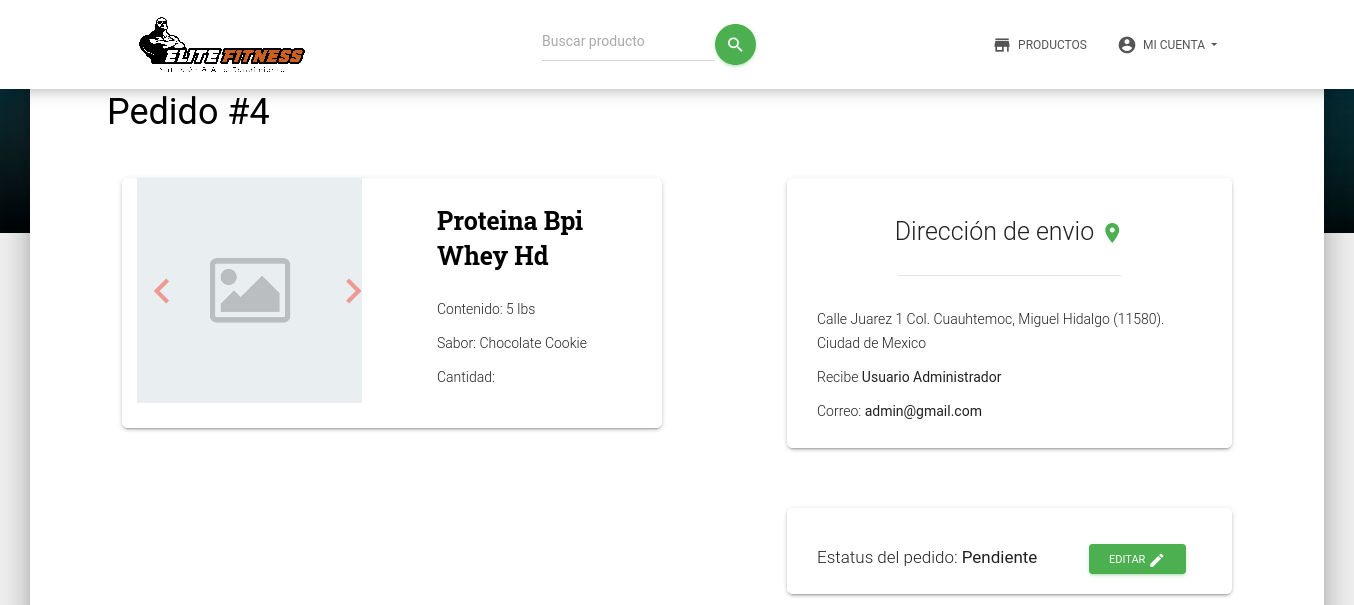 ELITE FITNESS
Buscar producto
PRODUCTOS
MI CUENTA
Pedido #4
Proteina Bpi
Whey Hd
Contenido: 5 lbs
Sabor: Chocolate Cookie
Cantidad:
Dirección de envio
Calle Juarez 1 Col. Cuauhtemoc, Miguel Hidalgo (11580).
Ciudad de Mexico
Recibe Usuario Administrador
Correo: admin@gmail.com
Estatus del pedido: Pendiente
EDITAR